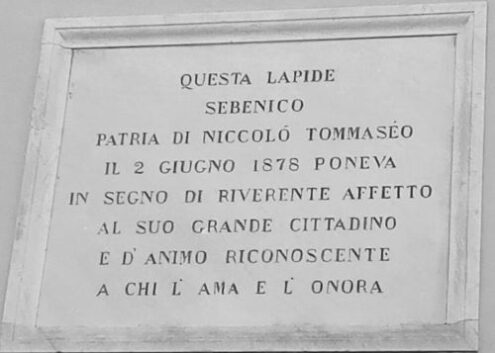 QUESTA LAPIDE
SEBENICO
PATRIA DI NICCOLÓ TOMMASÉO
IL 2 GIUGNO 1878 PONEVA
IN SEGNO DI RIVERENTE AFFETTO
AL SUO GRANDE CITTADINO
E D'ANIMO RICONOSCENTE
A CHI L'AMA E L'ONORA